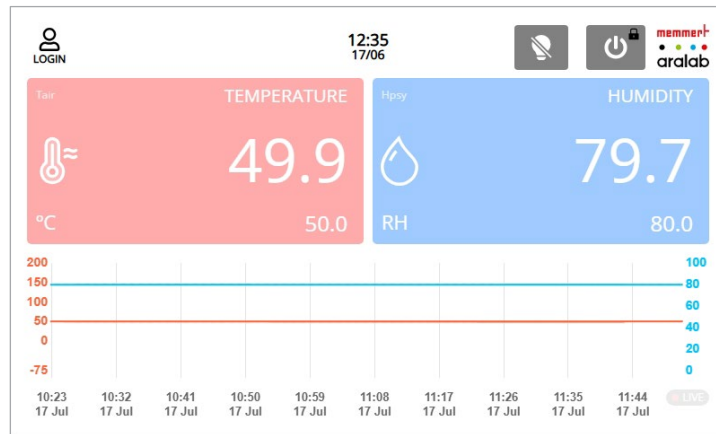 LOGIN
12:35
17/06
memmert
aralab
Tair
TEMPERATURE
49.9
°C
50.0
Hpsy
HUMIDITY
79.7
RH
80.0
200
150
100
50
0
-75
100
80
60
40
20
0
10:23 10:32 10:41 10:50 10:59 11:08 11:17 11:26 11:35 11:44
17 Jul 17 Jul 17 Jul 17 Jul 17 Jul 17 Jul 17 Jul 17 Jul 17 Jul 17 Jul
LIVE